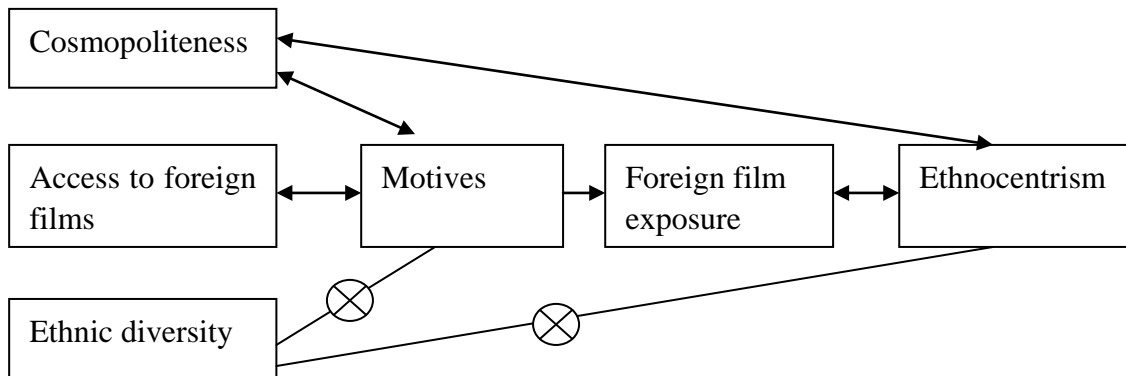 Cosmopoliteness
Access to foreign
films
Motives
Foreign film
exposure
Ethnocentrism
Ethnic diversity